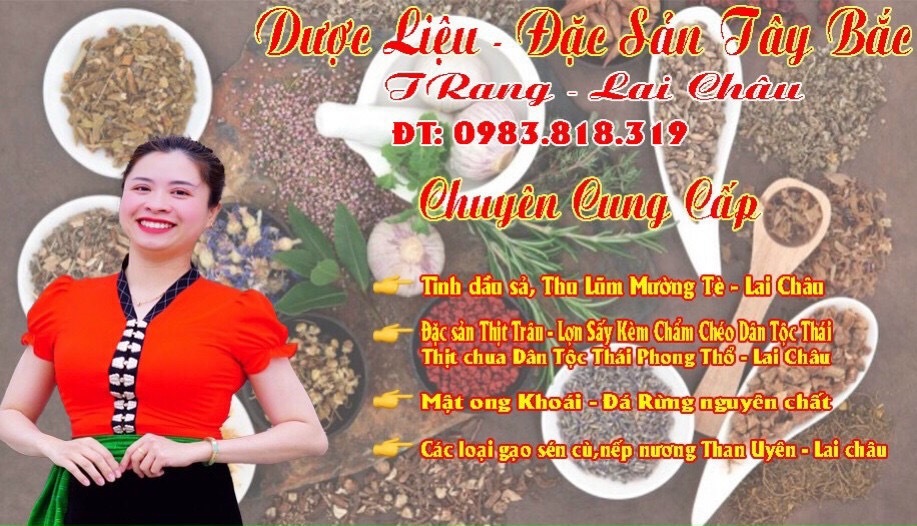 Dược Liệu - Đặc Sản Tây Bắc
TRang - Lai Châu
ĐT: 0983.818.319
Chuyên Cung Cấp
Tinh dầu sả, Thu Lũm Mường Tè - Lai Châu
Đặc sản Thịt Trâu - Lợn Sấy Kèm Chẩm Chéo Dân Tộc Thái
Thịt chua Dân Tộc Thái Phong Thổ - Lai Châu
Mật ong Khoái - Đá Rừng nguyên chất
Các loại gạo sén cù,nếp nương Than Uyên - Lai châu